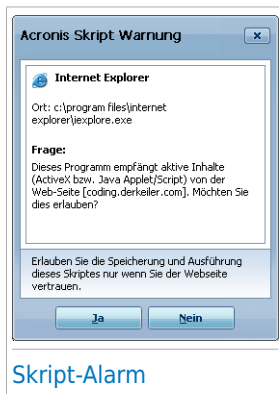 Acronis Skript Warnung
Internet Explorer
Ort: c:\program files\internet
explorer\iexplore.exe
Frage:
Dieses Programm empfängt aktive Inhalte
(ActiveX bzw. Java Applet/Script) von der
Web-Seite [coding.derkeiler.com]. Möchten Sie
dies erlauben?
Erlauben Sie die Speicherung und Ausführung
dieses Skriptes nur wenn Sie der Webseite
vertrauen.
Ja
Nein
Skript-Alarm